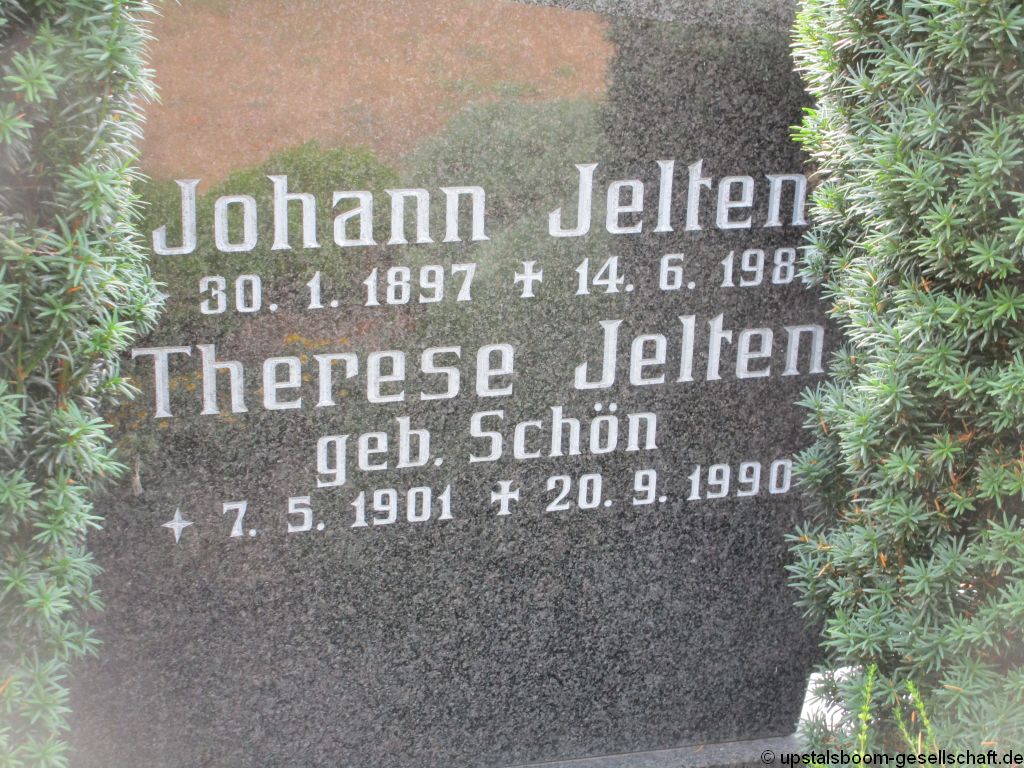 Johann Jelten
30. 1. 1897 ✝ 14. 6. 198
Therese Jelten
geb. Schön
✦ 7. 5. 1901 ✝ 20. 9. 1990
© upstalsboom-gesellschaft.de